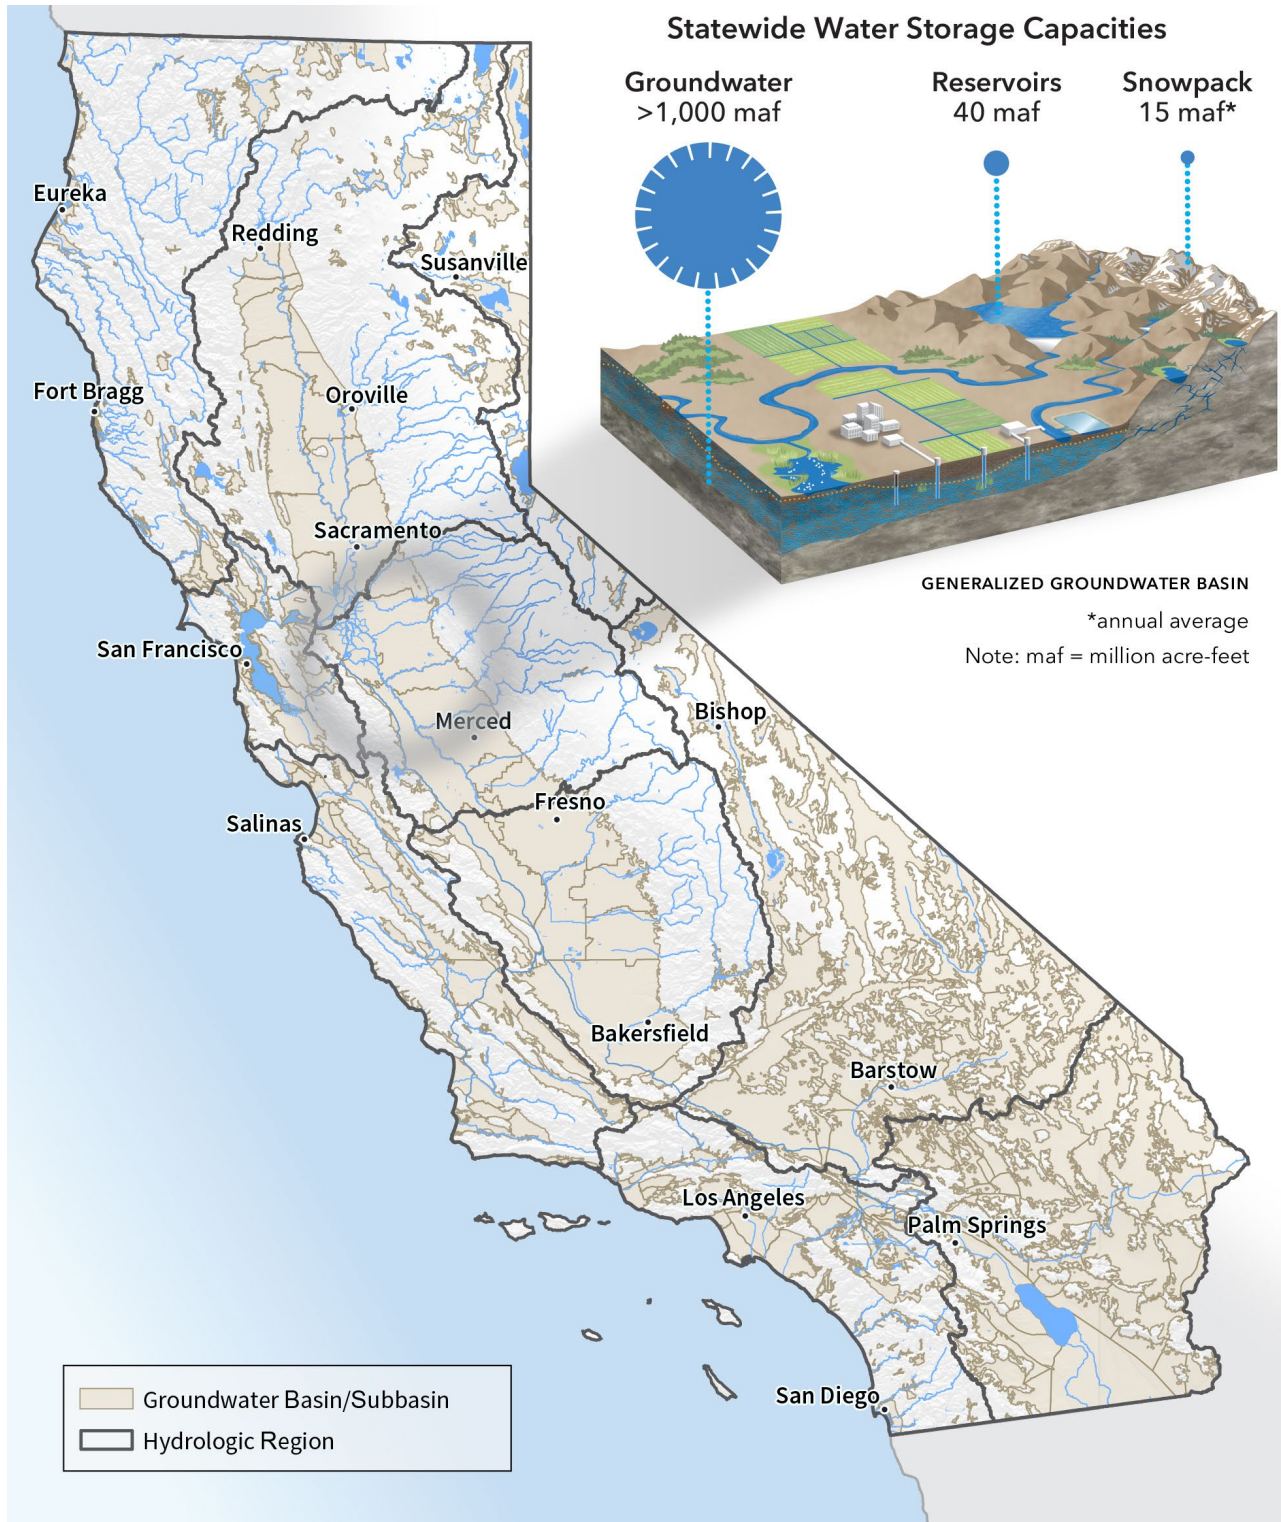 Statewide Water Storage Capacities
Groundwater
>1,000 maf
Reservoirs
40 maf
Snowpack
15 maf*
Eureka
Redding
Susanville
Fort Bragg
Oroville
Sacramento
GENERALIZED GROUNDWATER BASIN
*annual average
Note: maf = million acre-feet
San Francisco
Merced
Bishop
Fresno
Salinas
Bakersfield
Barstow
Los Angeles
Palm Springs
San Diego
Groundwater Basin/Subbasin
Hydrologic Region